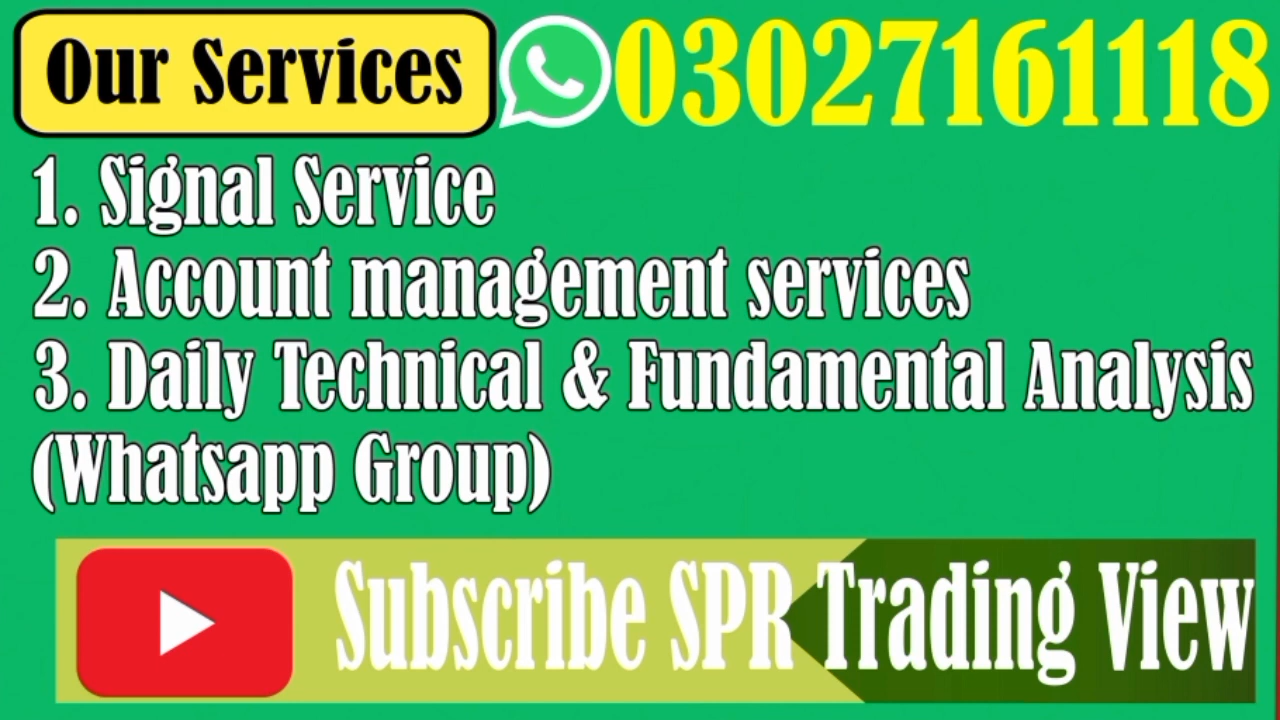 Our Services 03027161118
1. Signal Service
2. Account management services
3. Daily Technical & Fundamental Analysis
(Whatsapp Group)
Subscribe SPR Trading View